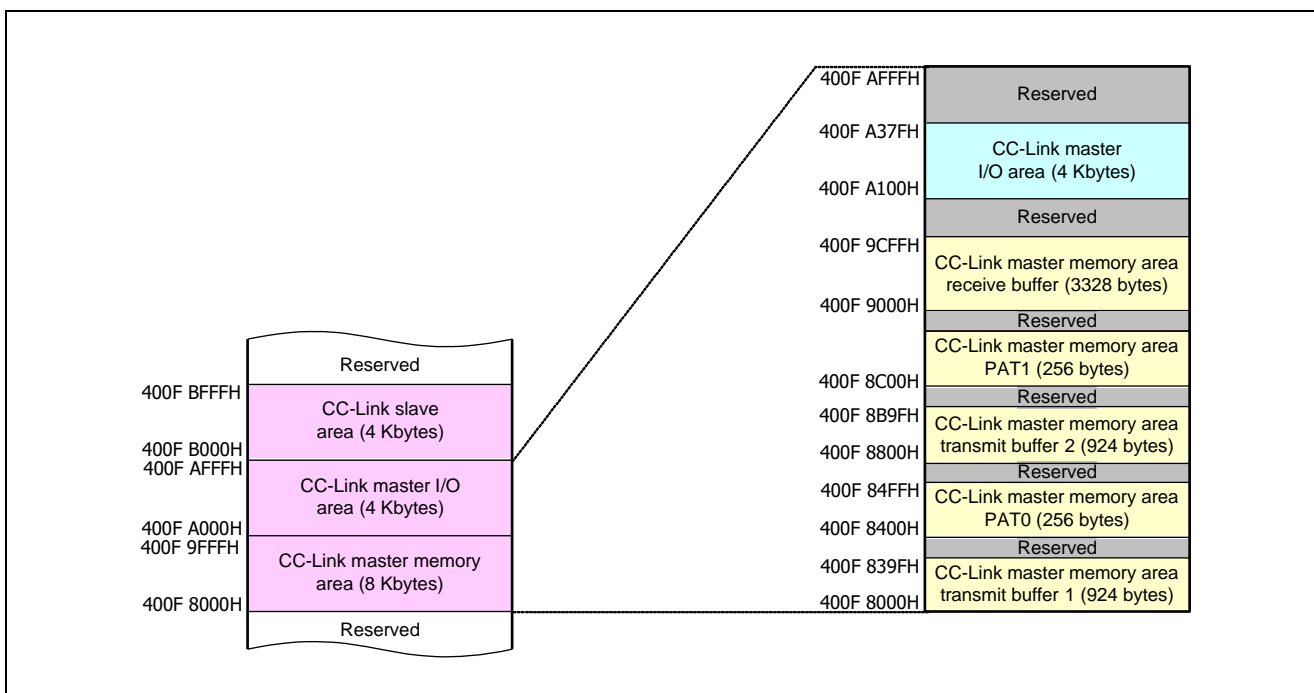 400F AFFFH
Reserved
400F A37FH
CC-Link master
I/O area (4 Kbytes)
400F A100H
Reserved
400F 9CFFH
CC-Link master memory area
receive buffer (3328 bytes)
400F 9000H
Reserved
CC-Link master memory area
PAT1 (256 bytes)
400F 8C00H
Reserved
400F 8B9FH
CC-Link master memory area
transmit buffer 2 (924 bytes)
400F 8800H
Reserved
400F 84FFH
CC-Link master memory area
PAT0 (256 bytes)
400F 8400H
Reserved
400F 839FH
CC-Link master memory area
transmit buffer 1 (924 bytes)
400F 8000H
Reserved
400F BFFFH
CC-Link slave
area (4 Kbytes)
400F B000H
400F AFFFH
CC-Link master I/O
area (4 Kbytes)
400F A000H
400F 9FFFH
CC-Link master memory
area (8 Kbytes)
400F 8000H
Reserved